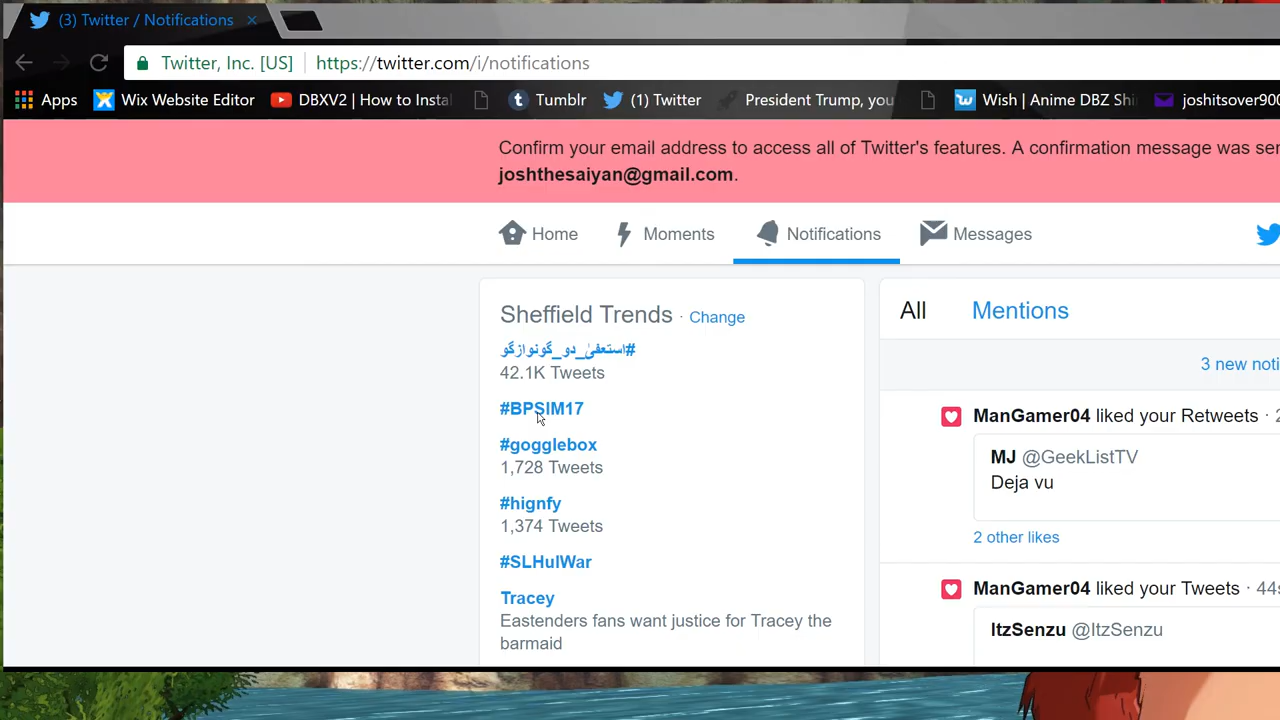 (3) Twitter / Notifications
Twitter, Inc. [US] https://twitter.com/i/notifications
Apps Wix Website Editor DBXV2 | How to Instal Tumblr (1) Twitter President Trump, you Wish | Anime DBZ Shi joshitsover900
Confirm your email address to access all of Twitter's features. A confirmation message was sen
joshthesaiyan@gmail.com.
Home Moments Notifications Messages
Sheffield Trends · Change
#استعفیٰ_دو_گونوازگو
42.1K Tweets
#BPSIM17
#gogglebox
1,728 Tweets
#hignfy
1,374 Tweets
#SLHulWar
Tracey
Eastenders fans want justice for Tracey the
barmaid
All Mentions
3 new noti
ManGamer04 liked your Retweets · 2
MJ @GeekListTV
Deja vu
2 other likes
ManGamer04 liked your Tweets · 44s
ItzSenzu @ItzSenzu